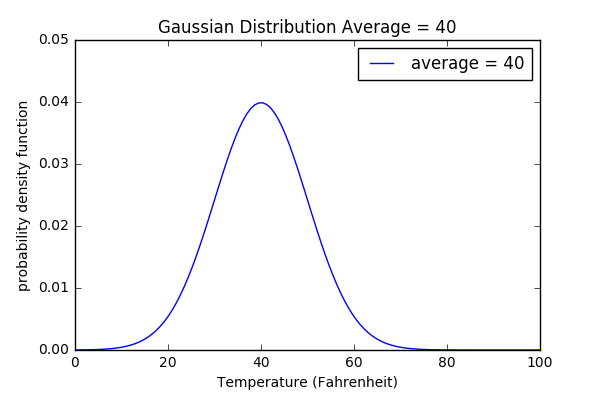 Gaussian Distribution Average = 40
average = 40
0.05
0.04
0.03
0.02
0.01
0.00
probability density function
0 20 40 60 80 100
Temperature (Fahrenheit)